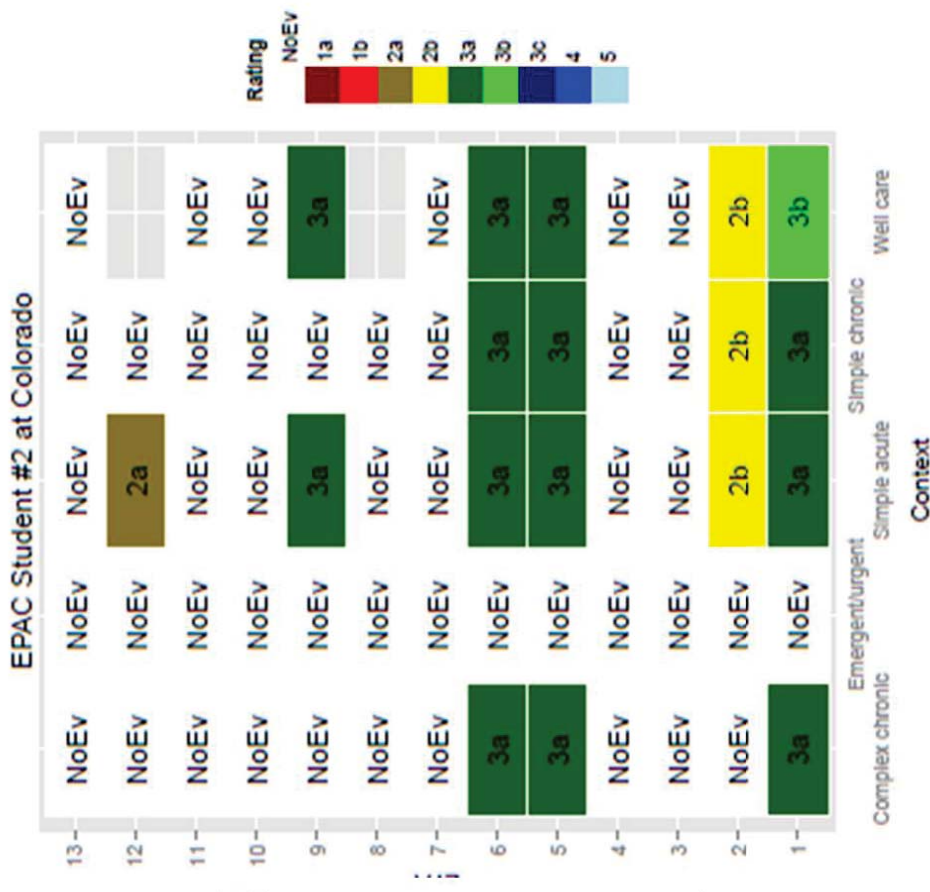 EPAC Student #2 at Colorado
13 NoEv NoEv NoEv NoEv NoEv
12 NoEv NoEv 2a NoEv
11 NoEv NoEv NoEv NoEv NoEv
10 NoEv NoEv NoEv NoEv NoEv
9 NoEv NoEv 3a NoEv 3a
8 NoEv NoEv NoEv NoEv
7 NoEv NoEv NoEv NoEv NoEv
6 3a NoEv 3a 3a 3a
5 3a NoEv 3a 3a 3a
4 NoEv NoEv NoEv NoEv NoEv
3 NoEv NoEv NoEv NoEv NoEv
2 NoEv NoEv 2b 2b 2b
1 3a NoEv 3a 3a 3b
Emergent/urgent Simple chronic
Complex chronic Simple acute Well care
Context
Rating
NoEv
1a
1b
2a
2b
3a
3b
3c
4
5